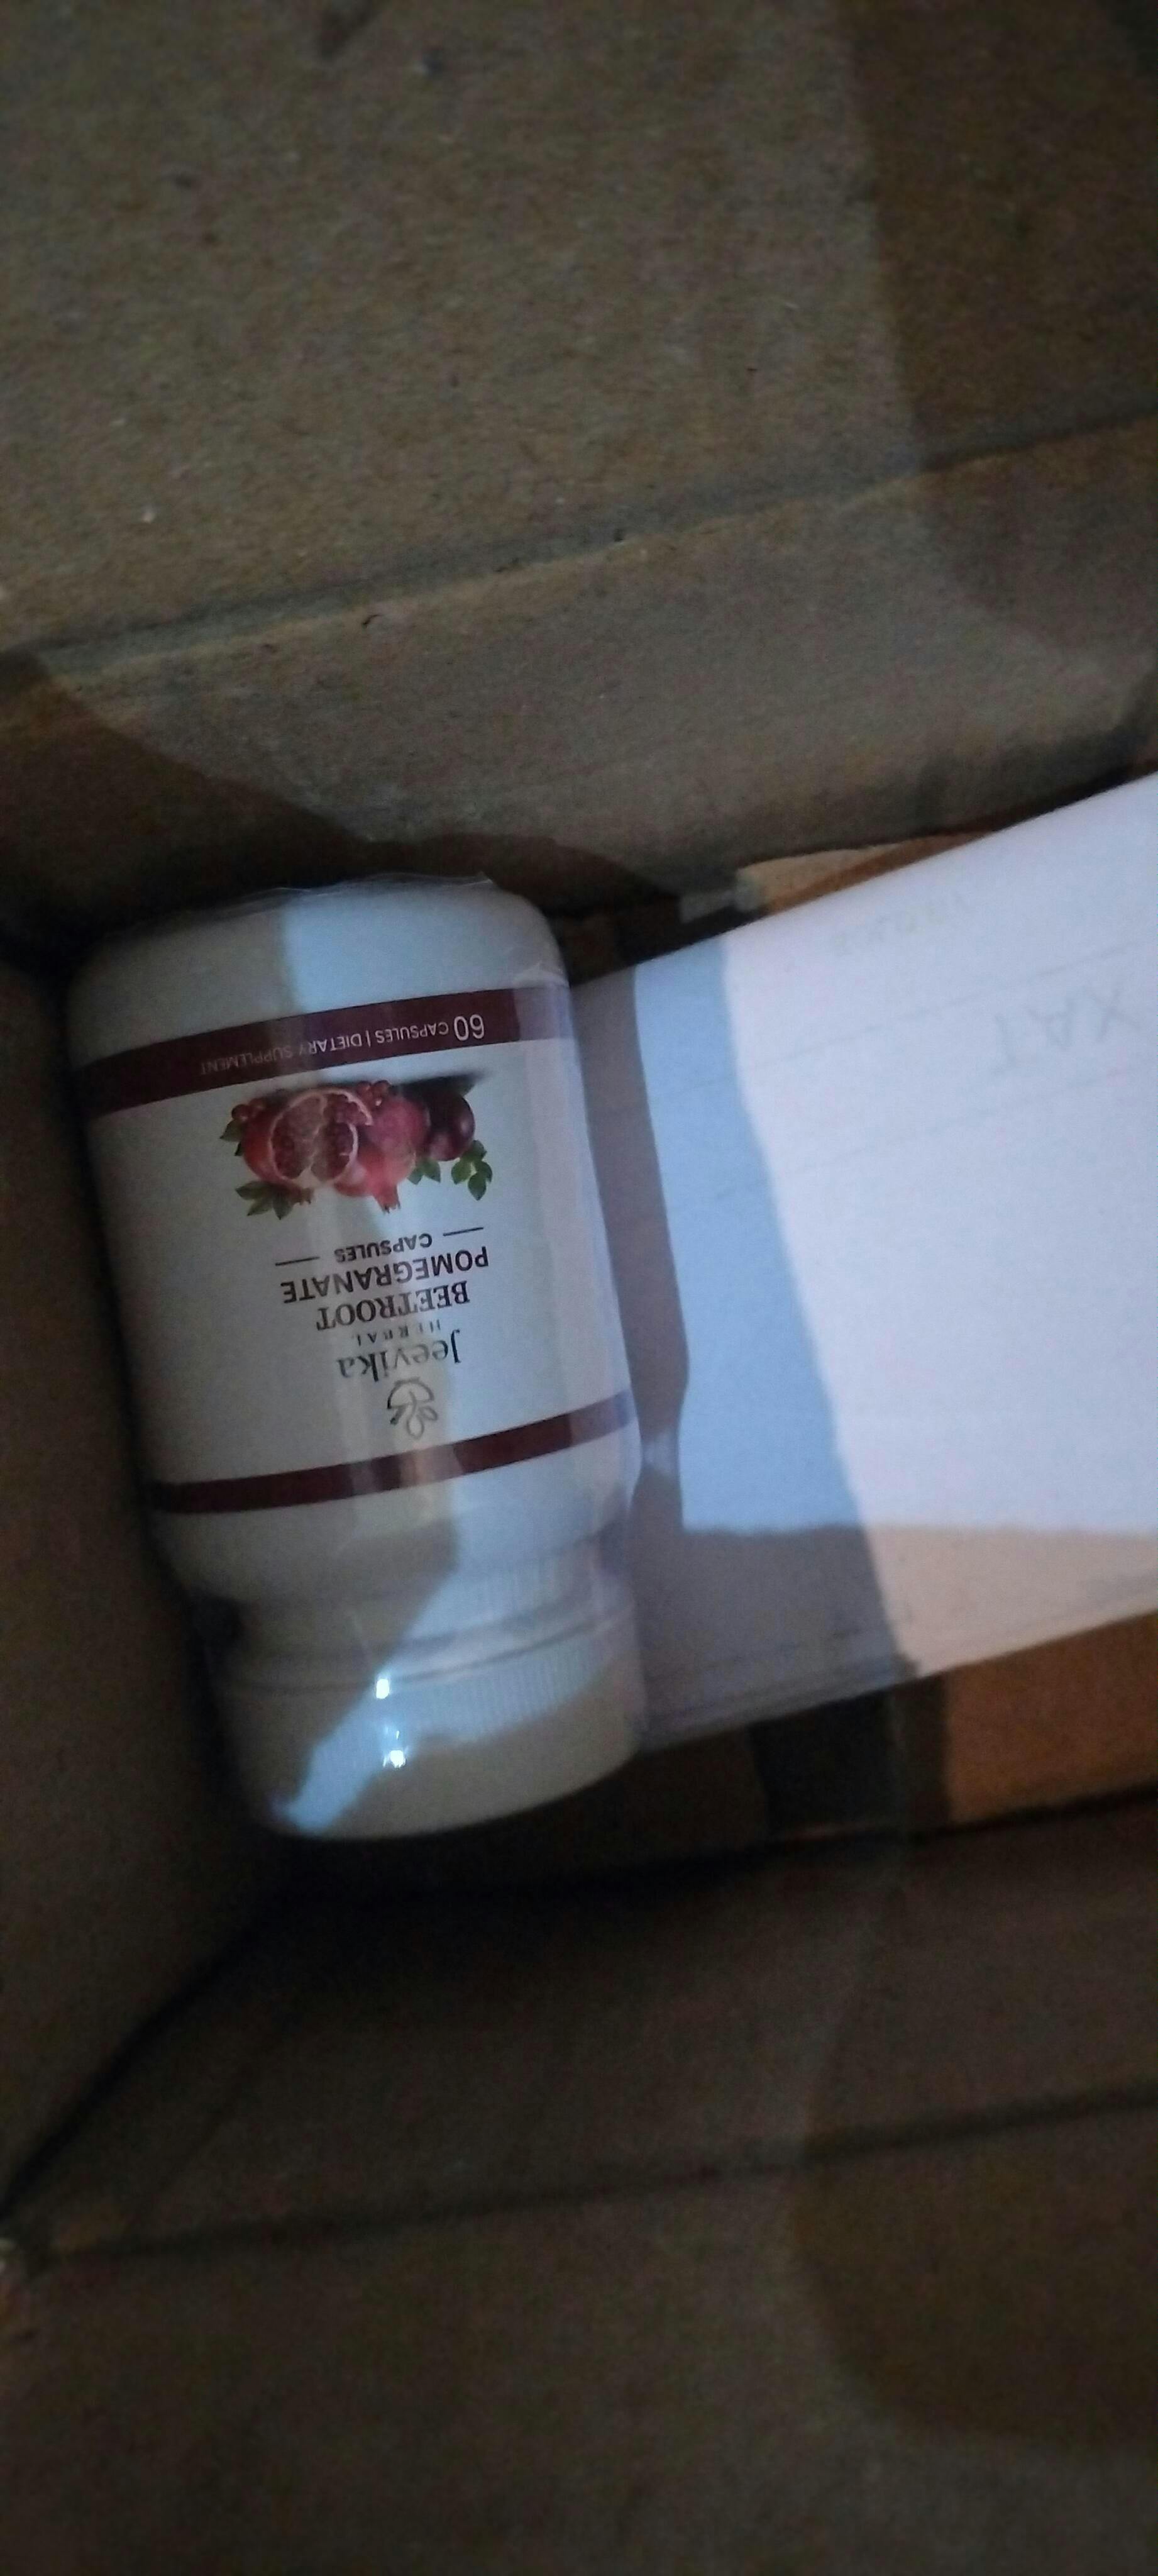 Jeevika
HERBAL
BEETROOT
POMEGRANATE
CAPSULES
60 CAPSULES | DIETARY SUPPLEMENT